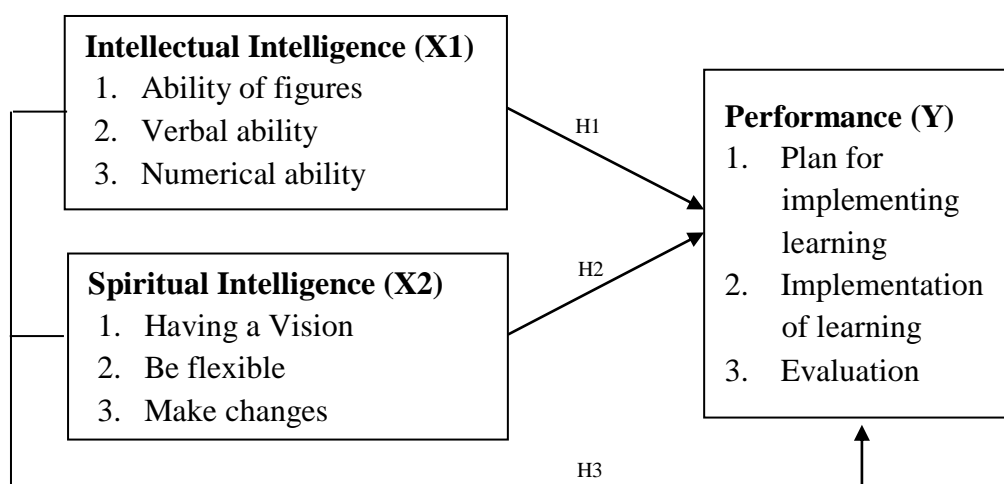 Intellectual Intelligence (X1)
1. Ability of figures
2. Verbal ability
3. Numerical ability
H1
Performance (Y)
1. Plan for
implementing
learning
2. Implementation
of learning
3. Evaluation
H2
Spiritual Intelligence (X2)
1. Having a Vision
2. Be flexible
3. Make changes
H3